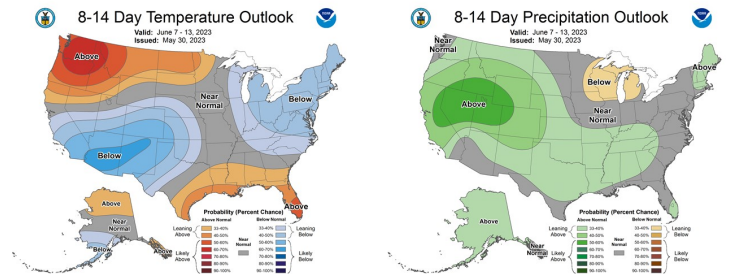 8-14 Day Temperature Outlook
Valid: June 7 - 13, 2023
Issued: May 30, 2023
Above
Near
Normal
Below
Below
Above
Above
Near
Normal
Below
Above
Probability (Percent Chance)
Above Normal
Below Normal
Leaning
Above
Likely
Above
33-40%
40-50%
50-60%
60-70%
70-80%
80-90%
90-100%
Near
Normal
33-40%
40-50%
50-60%
60-70%
70-80%
80-90%
90-100%
Leaning
Below
Likely
Below
8-14 Day Precipitation Outlook
Valid: June 7 - 13, 2023
Issued: May 30, 2023
Near
Normal
Above
Below
Above
Near
Normal
Above
Near
Normal
Probability (Percent Chance)
Above Normal
Below Normal
Leaning
Above
Likely
Above
33-40%
40-50%
50-60%
60-70%
70-80%
80-90%
90-100%
Near
Normal
33-40%
40-50%
50-60%
60-70%
70-80%
80-90%
90-100%
Leaning
Below
Likely
Below